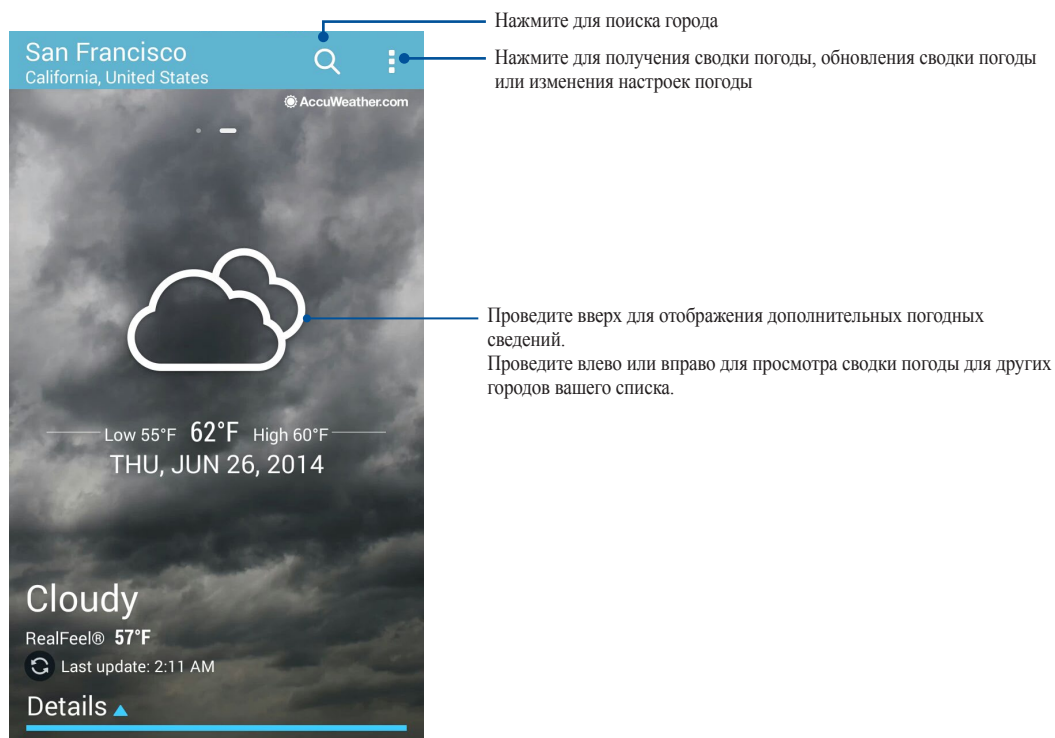 Нажмите для поиска города
San Francisco
California, United States
Нажмите для получения сводки погоды, обновления сводки погоды
или изменения настроек погоды
AccuWeather.com
Проведите вверх для отображения дополнительных погодных
сведений.
Проведите влево или вправо для просмотра сводки погоды для других
городов вашего списка.
Low 55°F 62°F High 60°F
THU, JUN 26, 2014
Cloudy
RealFeel® 57°F
Last update: 2:11 AM
Details